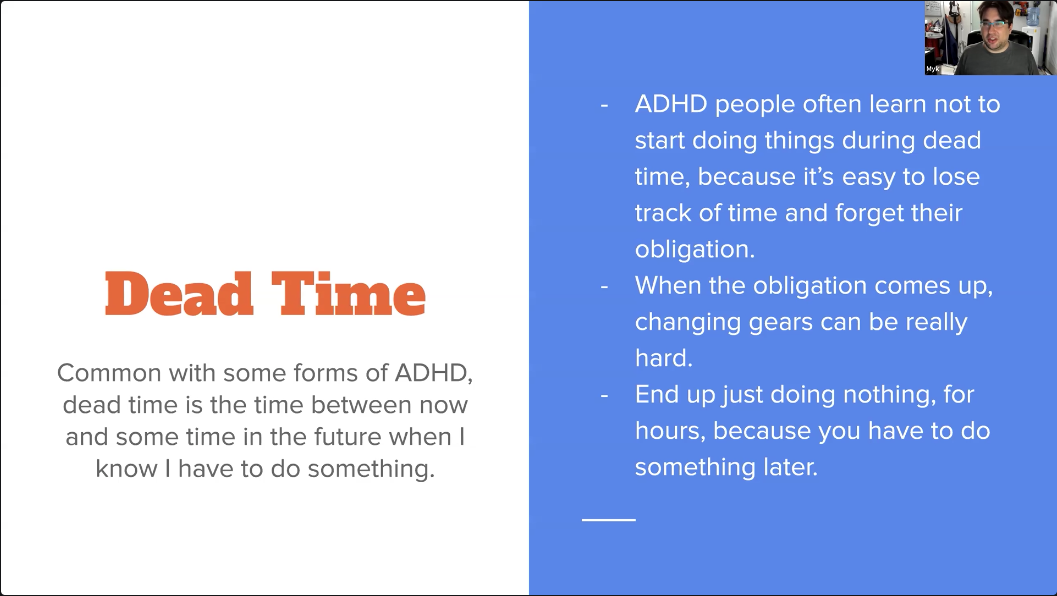 Dead Time
Common with some forms of ADHD,
dead time is the time between now
and some time in the future when I
know I have to do something.
- ADHD people often learn not to
start doing things during dead
time, because it’s easy to lose
track of time and forget their
obligation.
- When the obligation comes up,
changing gears can be really
hard.
- End up just doing nothing, for
hours, because you have to do
something later.